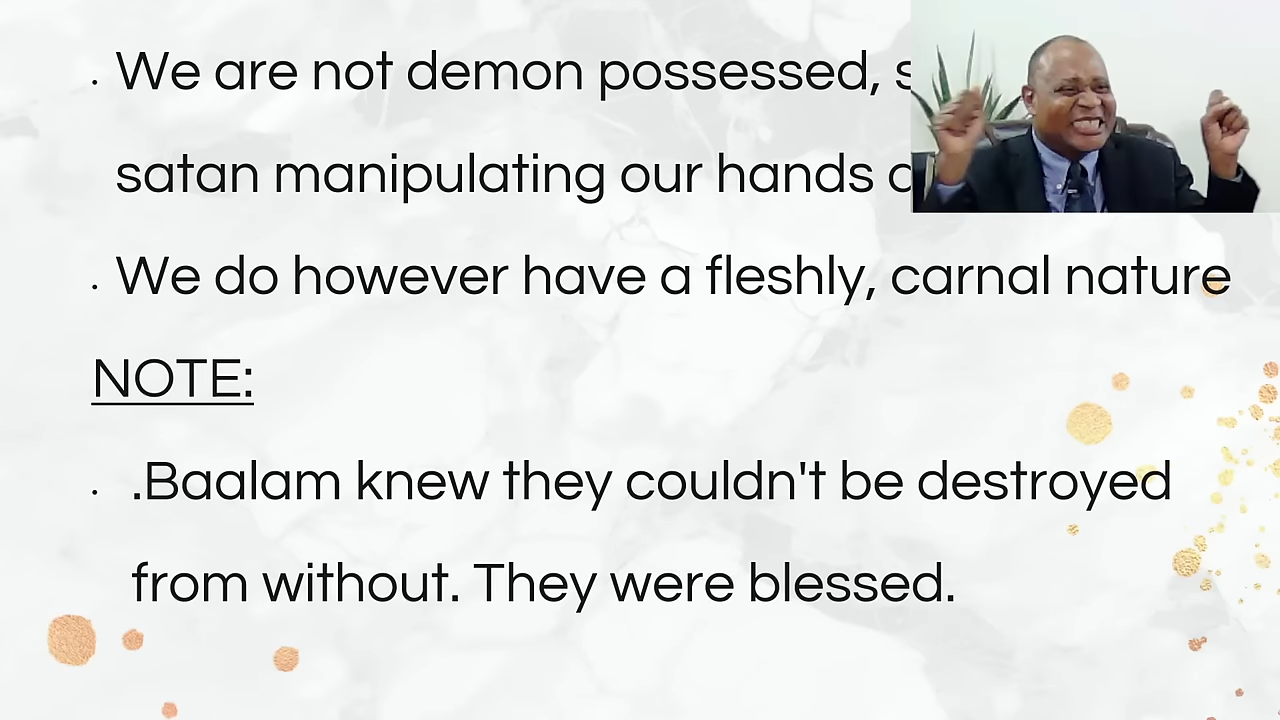 We are not demon possessed,
satan manipulating our hands
We do however have a fleshly, carnal nature
NOTE:
.Baalam knew they couldn't be destroyed
from without. They were blessed.